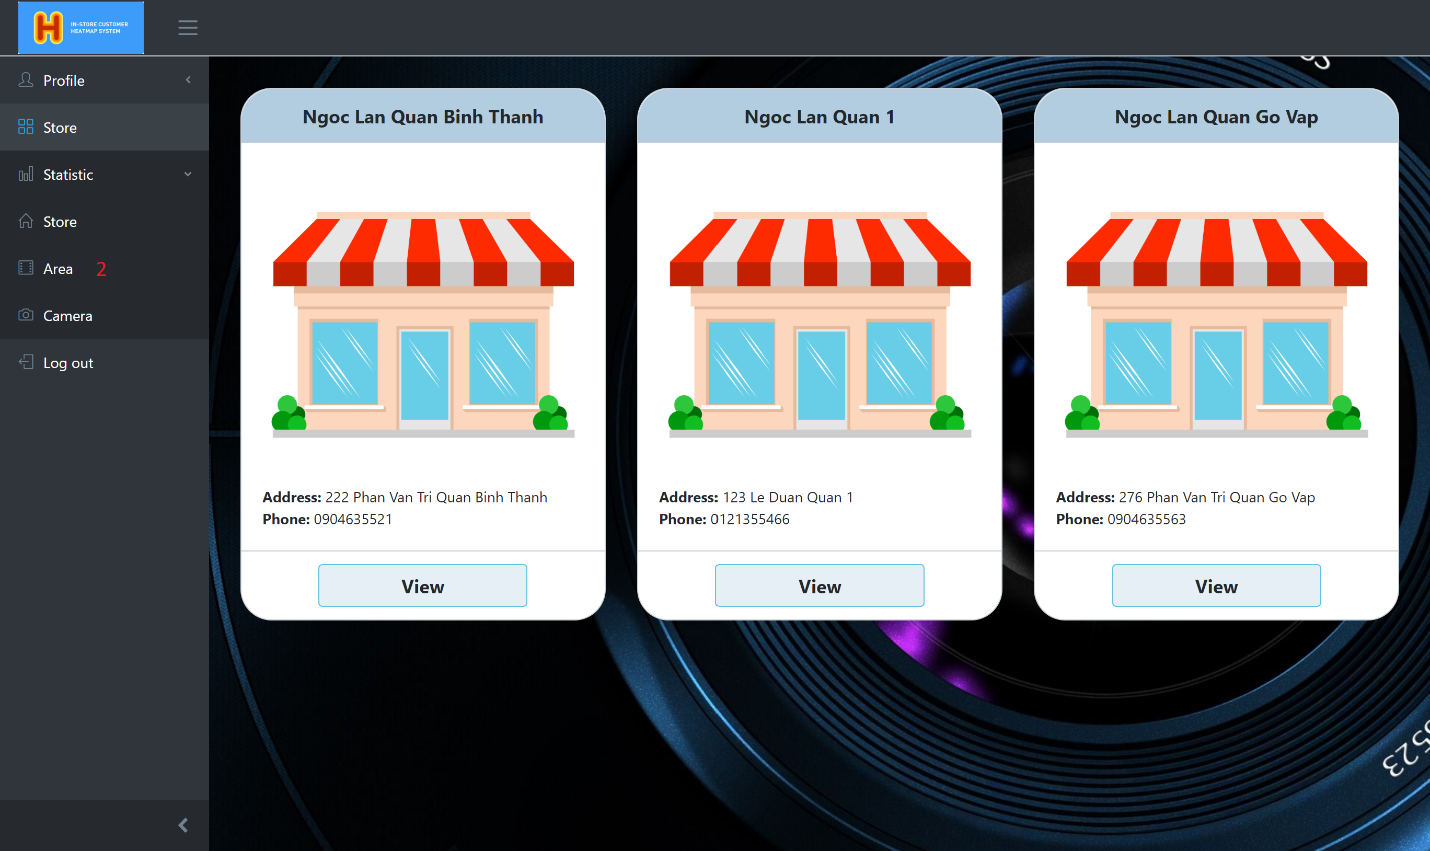 H IN-STORE CUSTOMER
HEATMAP SYSTEM
Profile
Store
Statistic
Store
Area 2
Camera
Log out
Ngoc Lan Quan Binh Thanh
Address: 222 Phan Van Tri Quan Binh Thanh
Phone: 0904635521
View
Ngoc Lan Quan 1
Address: 123 Le Duan Quan 1
Phone: 0121355466
View
Ngoc Lan Quan Go Vap
Address: 276 Phan Van Tri Quan Go Vap
Phone: 0904635563
View